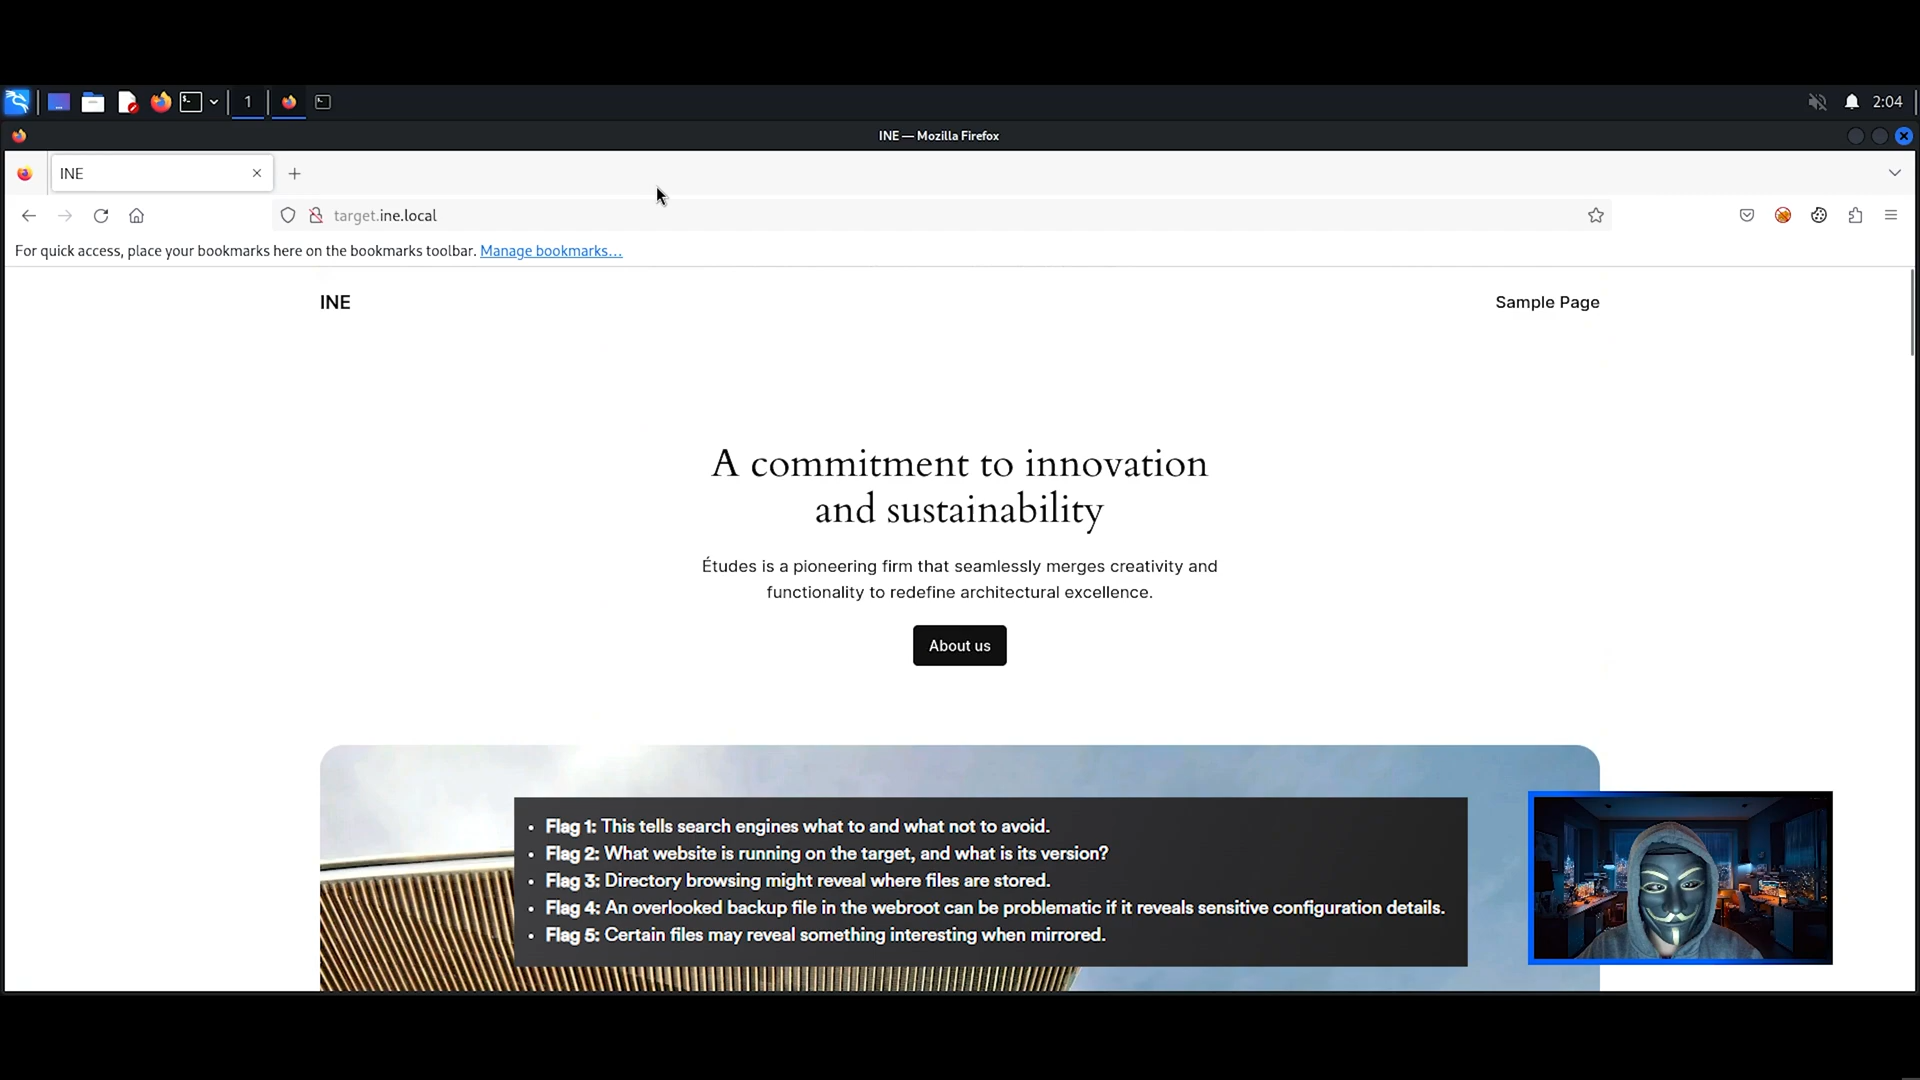 1
2:04
INE — Mozilla Firefox
INE
target.ine.local
For quick access, place your bookmarks here on the bookmarks toolbar. Manage bookmarks...
INE
Sample Page
A commitment to innovation
and sustainability
Études is a pioneering firm that seamlessly merges creativity and
functionality to redefine architectural excellence.
About us
• Flag 1: This tells search engines what to and what not to avoid.
• Flag 2: What website is running on the target, and what is its version?
• Flag 3: Directory browsing might reveal where files are stored.
• Flag 4: An overlooked backup file in the webroot can be problematic if it reveals sensitive configuration details.
• Flag 5: Certain files may reveal something interesting when mirrored.